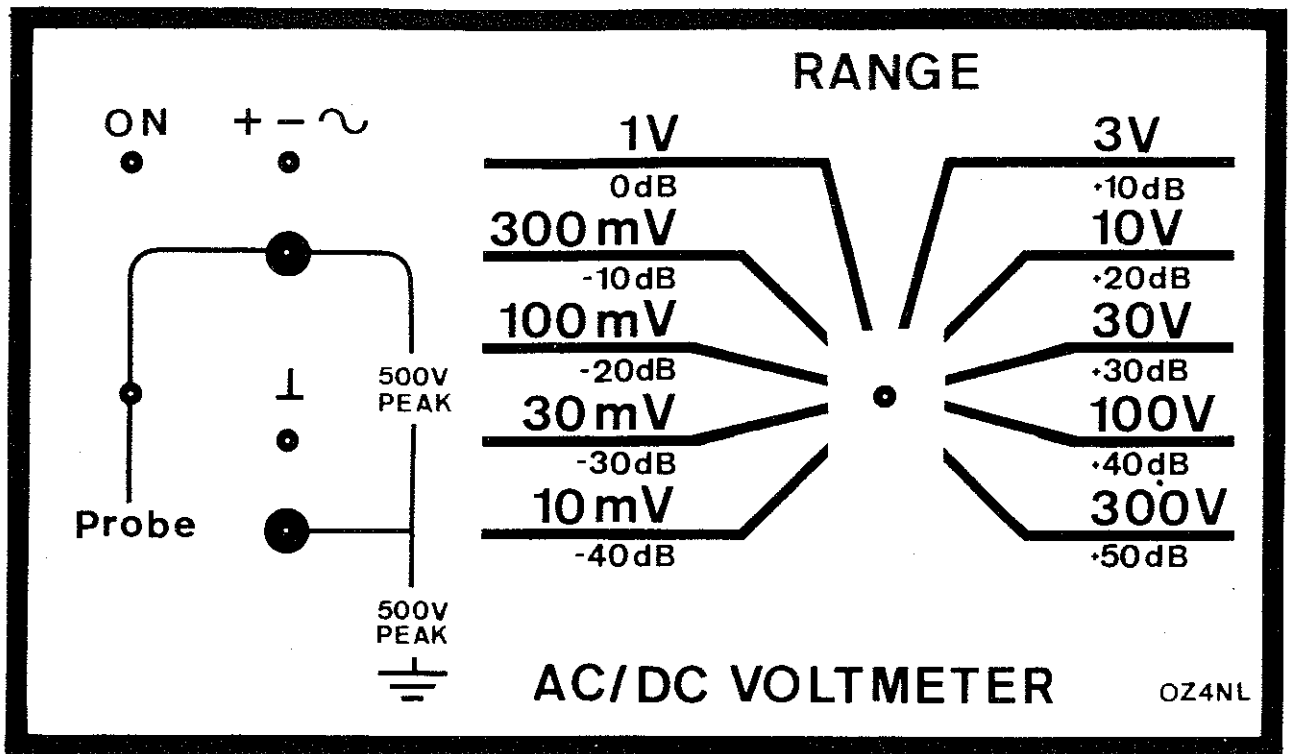 RANGE
ON + - ∿
1V
0dB
300mV
-10dB
100mV
-20dB
30mV
-30dB
10mV
-40dB
3V
+10dB
10V
+20dB
30V
+30dB
100V
+40dB
300V
+50dB
500V
PEAK
⊥
Probe
500V
PEAK
AC/DC VOLTMETER
OZ4NL